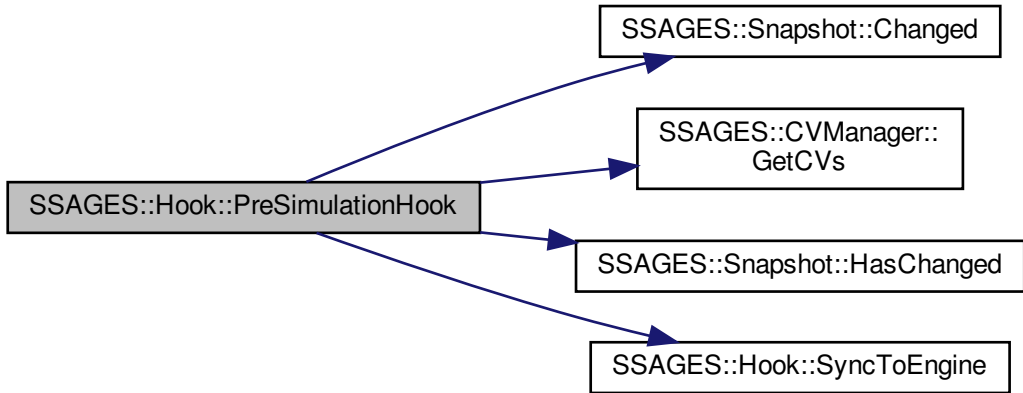 SSAGES::Snapshot::Changed
SSAGES::CVManager::
GetCVs
SSAGES::Hook::PreSimulationHook
SSAGES::Snapshot::HasChanged
SSAGES::Hook::SyncToEngine